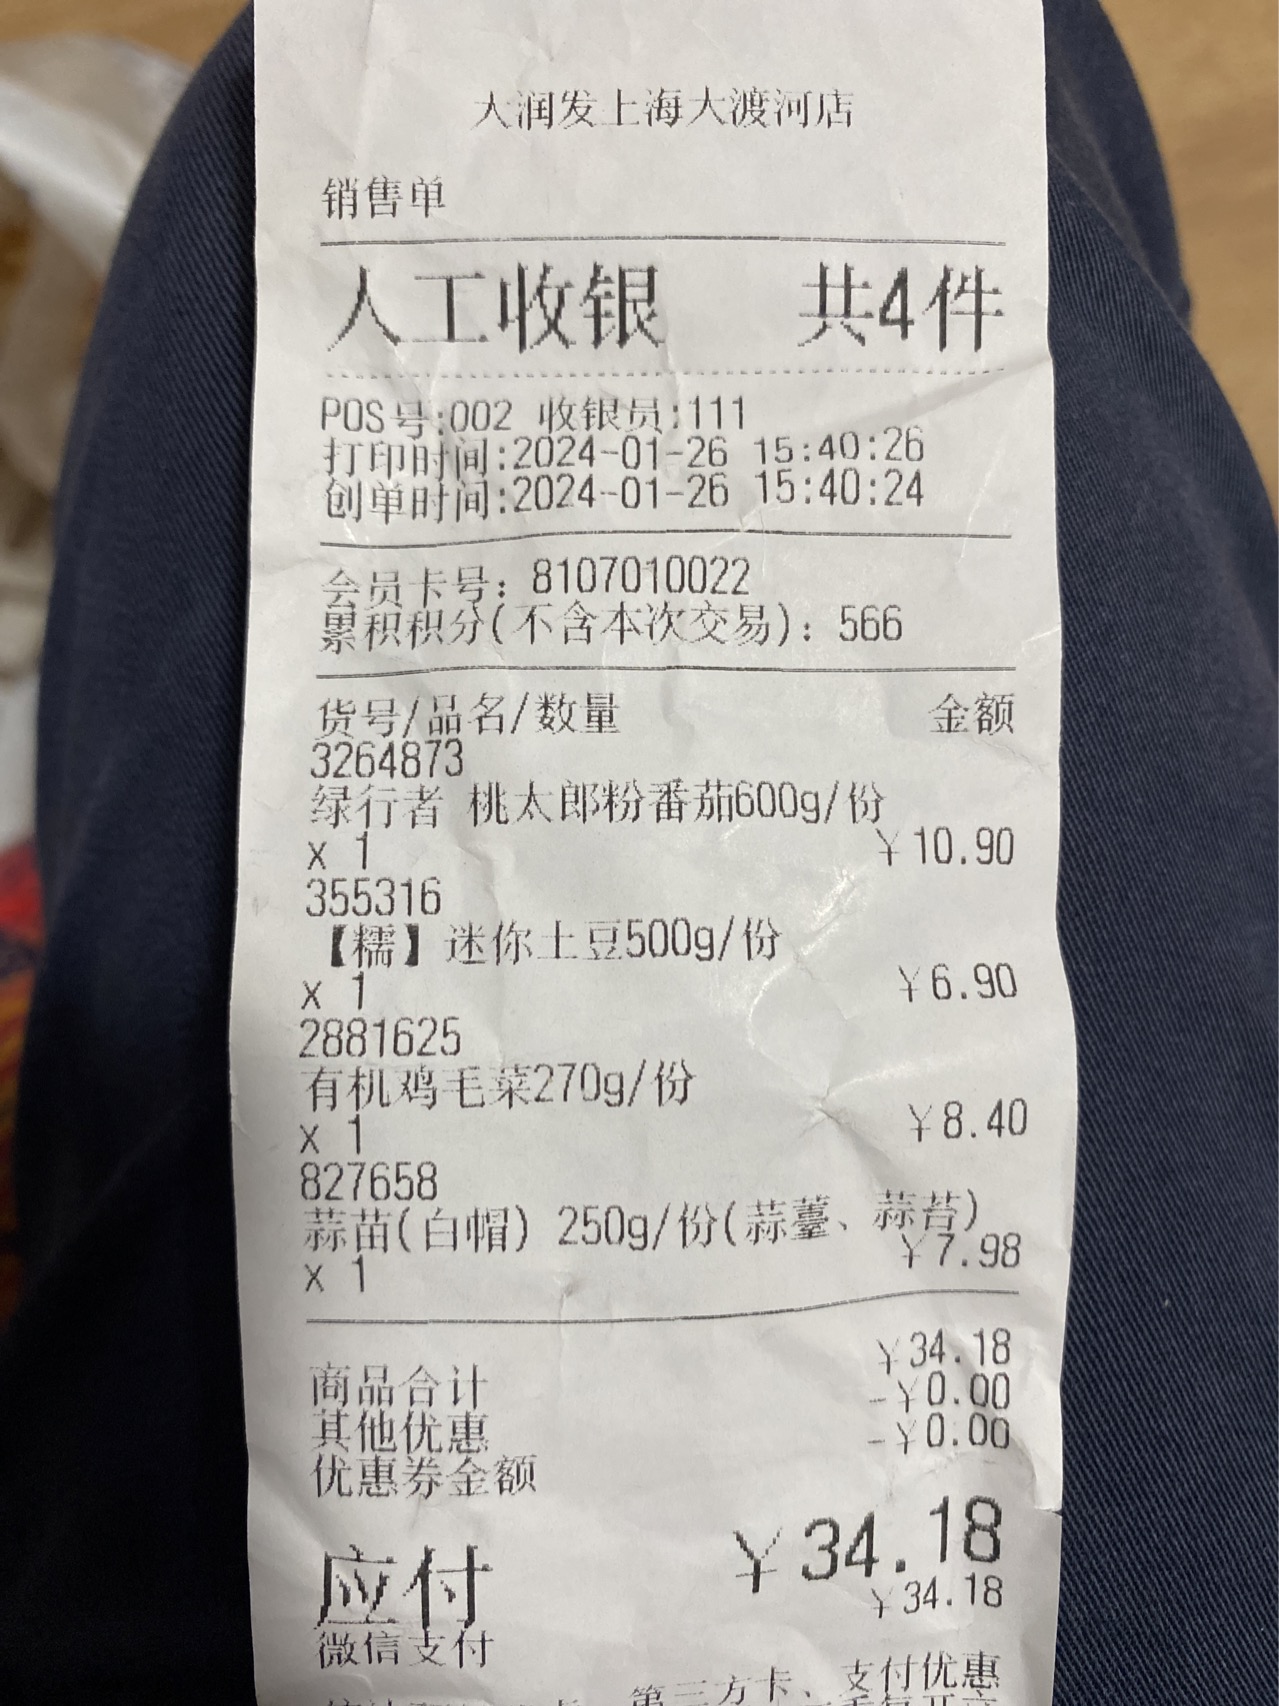 大润发上海大渡河店
销售单
人工收银 共4件
POS号:002 收银员:111
打印时间:2024-01-26 15:40:26
创单时间:2024-01-26 15:40:24
会员卡号: 8107010022
累积积分(不含本次交易): 566
货号/品名/数量 金额
3264873
绿行者 桃太郎粉番茄600g/份
x 1 ¥10.90
355316
【糯】迷你土豆500g/份
x 1 ¥6.90
2881625
有机鸡毛菜270g/份
x 1 ¥8.40
827658
蒜苗(白帽) 250g/份(蒜薹、蒜苔)
x 1 ¥7.98
商品合计 ¥34.18
其他优惠 -¥0.00
优惠券金额 -¥0.00
应付 ¥34.18
微信支付 ¥34.18
第三方卡、支付优惠